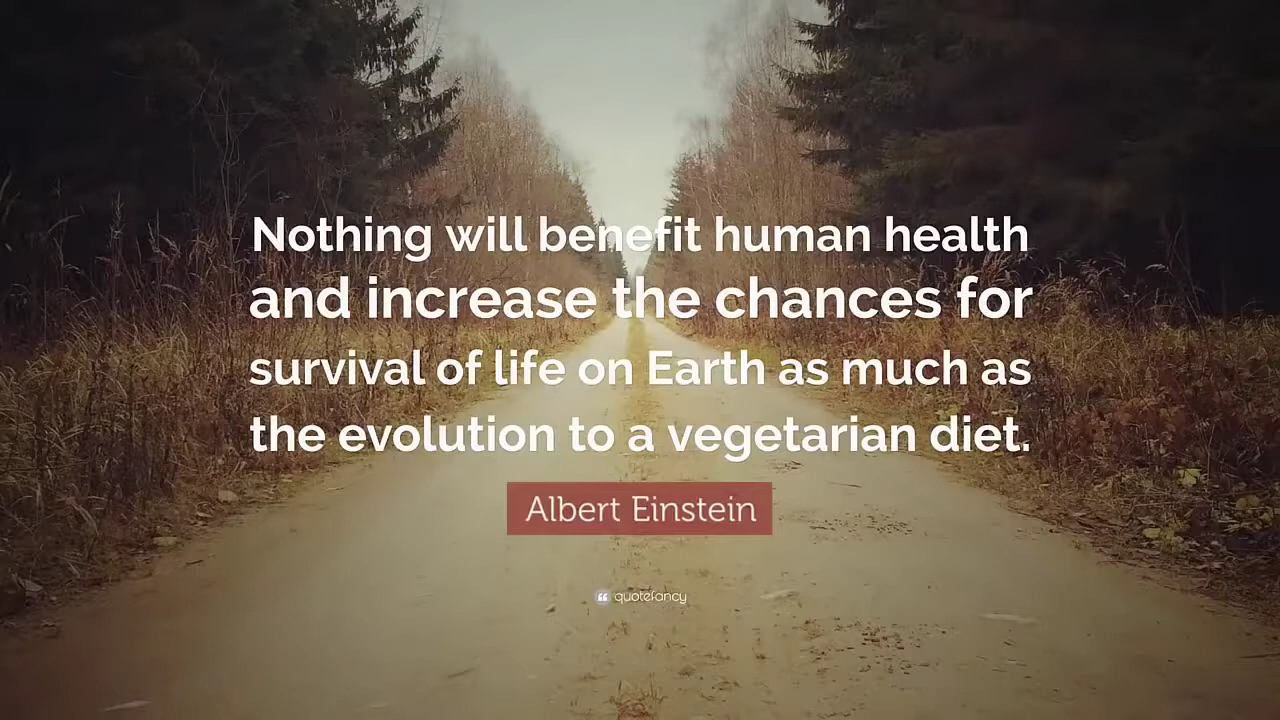 Nothing will benefit human health
and increase the chances for
survival of life on Earth as much as
the evolution to a vegetarian diet.
Albert Einstein
quotefancy